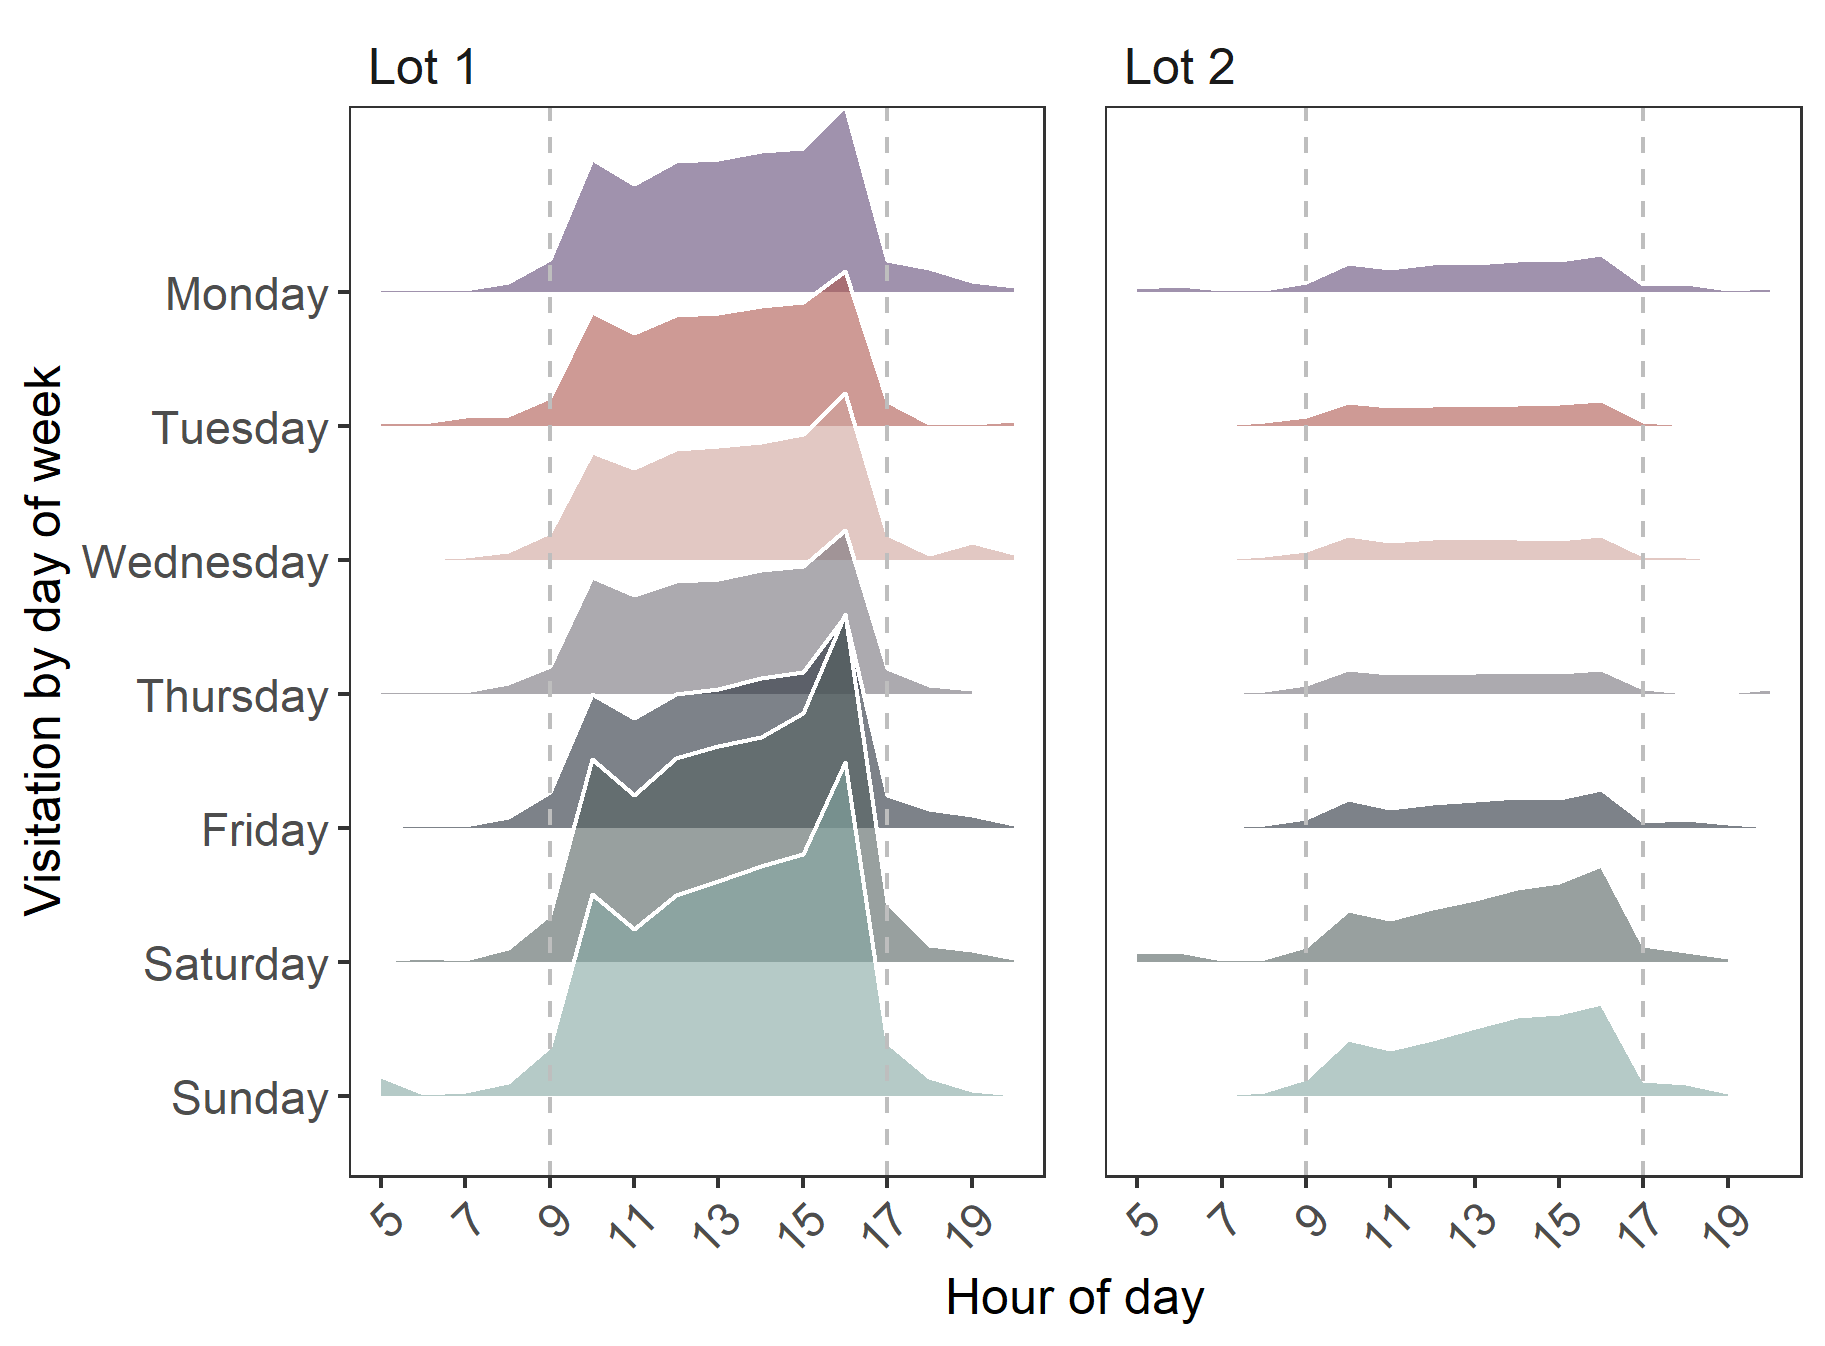 Lot 1
Lot 2
Visitation by day of week
Monday
Tuesday
Wednesday
Thursday
Friday
Saturday
Sunday
5 7 9 11 13 15 17 19
5 7 9 11 13 15 17 19
Hour of day